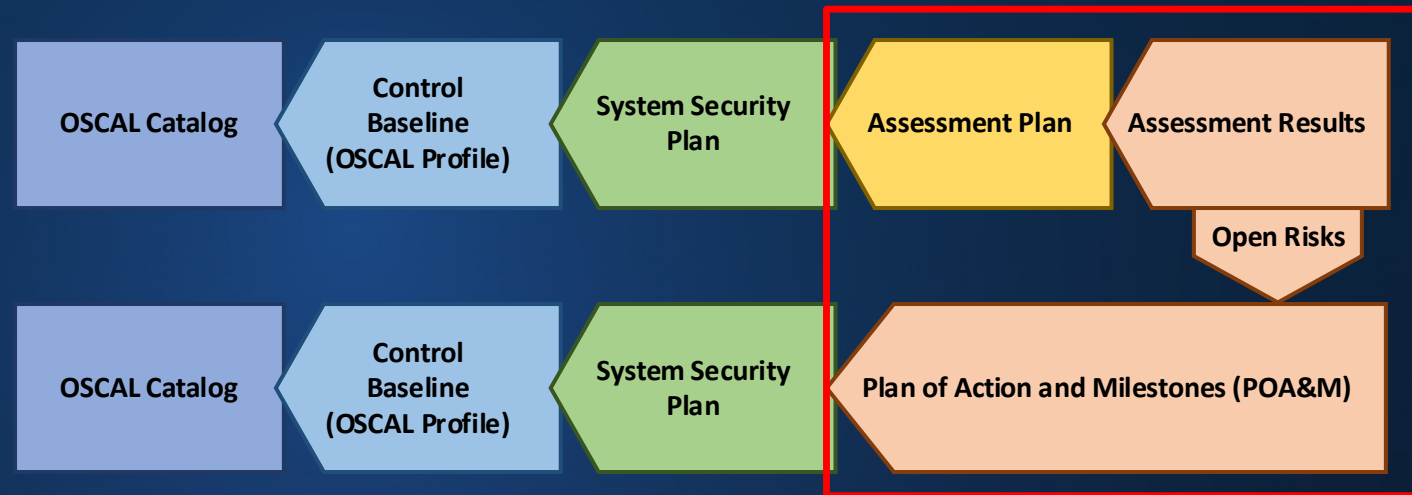 OSCAL Catalog
Control
Baseline
(OSCAL Profile)
System Security
Plan
Assessment Plan
Assessment Results
Open Risks
OSCAL Catalog
Control
Baseline
(OSCAL Profile)
System Security
Plan
Plan of Action and Milestones (POA&M)